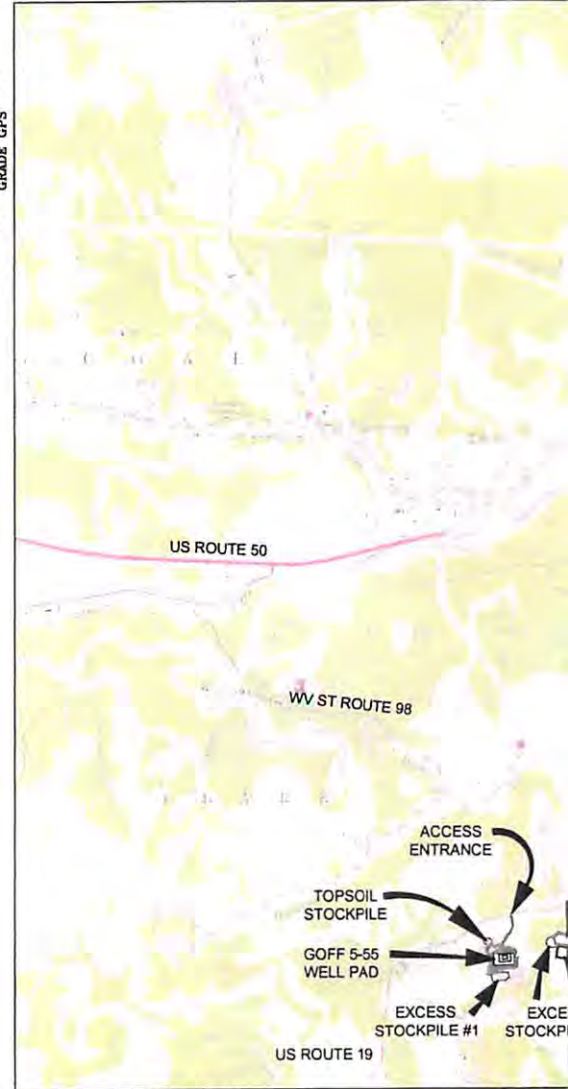 GRADE GPS
US ROUTE 50
WV ST ROUTE 98
ACCESS
ENTRANCE
TOPSOIL
STOCKPILE
GOFF 5-55
WELL PAD
EXCESS
STOCKPILE #1
US ROUTE 19